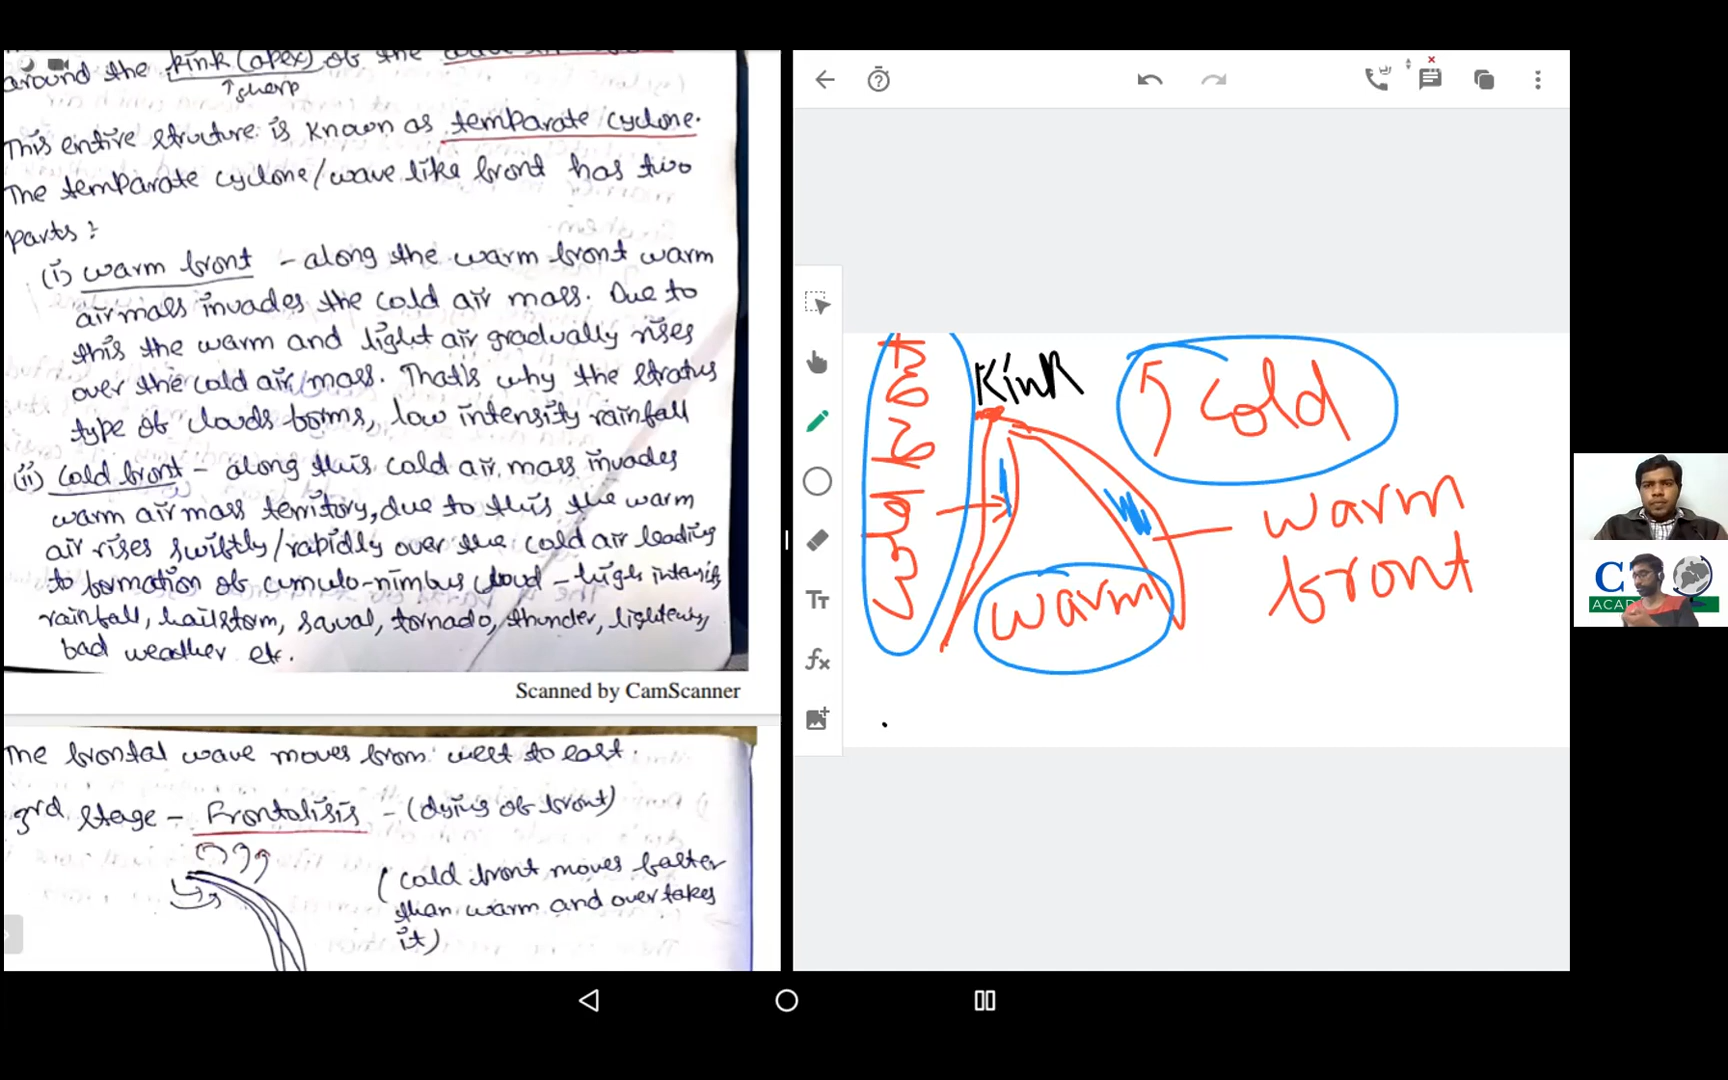 around the kink (apex) of the
↑ sharp
This entire structure is known as temparate cyclone.
The temparate cyclone/wave like front has two
parts :
(i) warm front - along the warm front warm
air mass invades the cold air mass. Due to
this the warm and light air gradually rises
over the cold air/mass. That's why the stratus
type of clouds forms, low intensity rainfall
(ii) cold front - along this cold air mass invades
warm air mass territory, due to this the warm
air rises swiftly/rapidly over the cold air leading
to formation of cumulo-nimbus cloud - high intensity
rainfall, hailstorm, tornado, thunder,
bad weather etc.
Scanned by CamScanner
The frontal wave moves from west to east.
3rd stage - Frontalisis - (dying of front)
(cold front moves faster
than warm and overtakes
it)
Kink
cold
warm
front
warm
Tт
fx
C
ACA